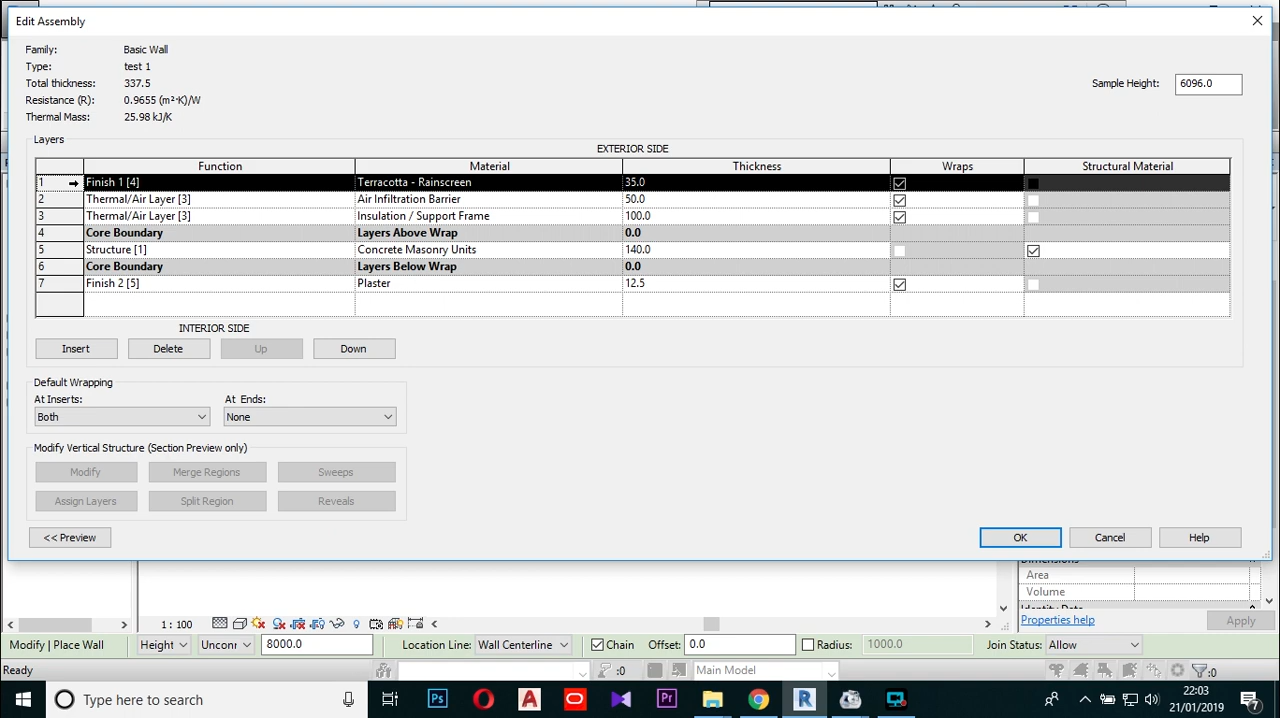 Edit Assembly
Family: Basic Wall
Type: test 1
Total thickness: 337.5
Resistance (R): 0.9655 (m²·K)/W
Thermal Mass: 25.98 kJ/K
Sample Height: 6096.0
Layers
EXTERIOR SIDE
Function Material Thickness Wraps Structural Material
1 Finish 1 [4] Terracotta - Rainscreen 35.0
2 Thermal/Air Layer [3] Air Infiltration Barrier 50.0
3 Thermal/Air Layer [3] Insulation / Support Frame 100.0
4 Core Boundary Layers Above Wrap 0.0
5 Structure [1] Concrete Masonry Units 140.0
6 Core Boundary Layers Below Wrap 0.0
7 Finish 2 [5] Plaster 12.5
INTERIOR SIDE
Insert Delete Up Down
Default Wrapping
At Inserts: At Ends:
Both None
Modify Vertical Structure (Section Preview only)
Modify Merge Regions Sweeps
Assign Layers Split Region Reveals
<< Preview OK Cancel Help
Area
Volume
Properties help Apply
1 : 100
Modify | Place Wall Height Uncon 8000.0 Location Line: Wall Centerline Chain Offset: 0.0 Radius: 1000.0 Join Status: Allow
Ready :0 Main Model :0
Type here to search Ps A Pr R 22:03
21/01/2019 7